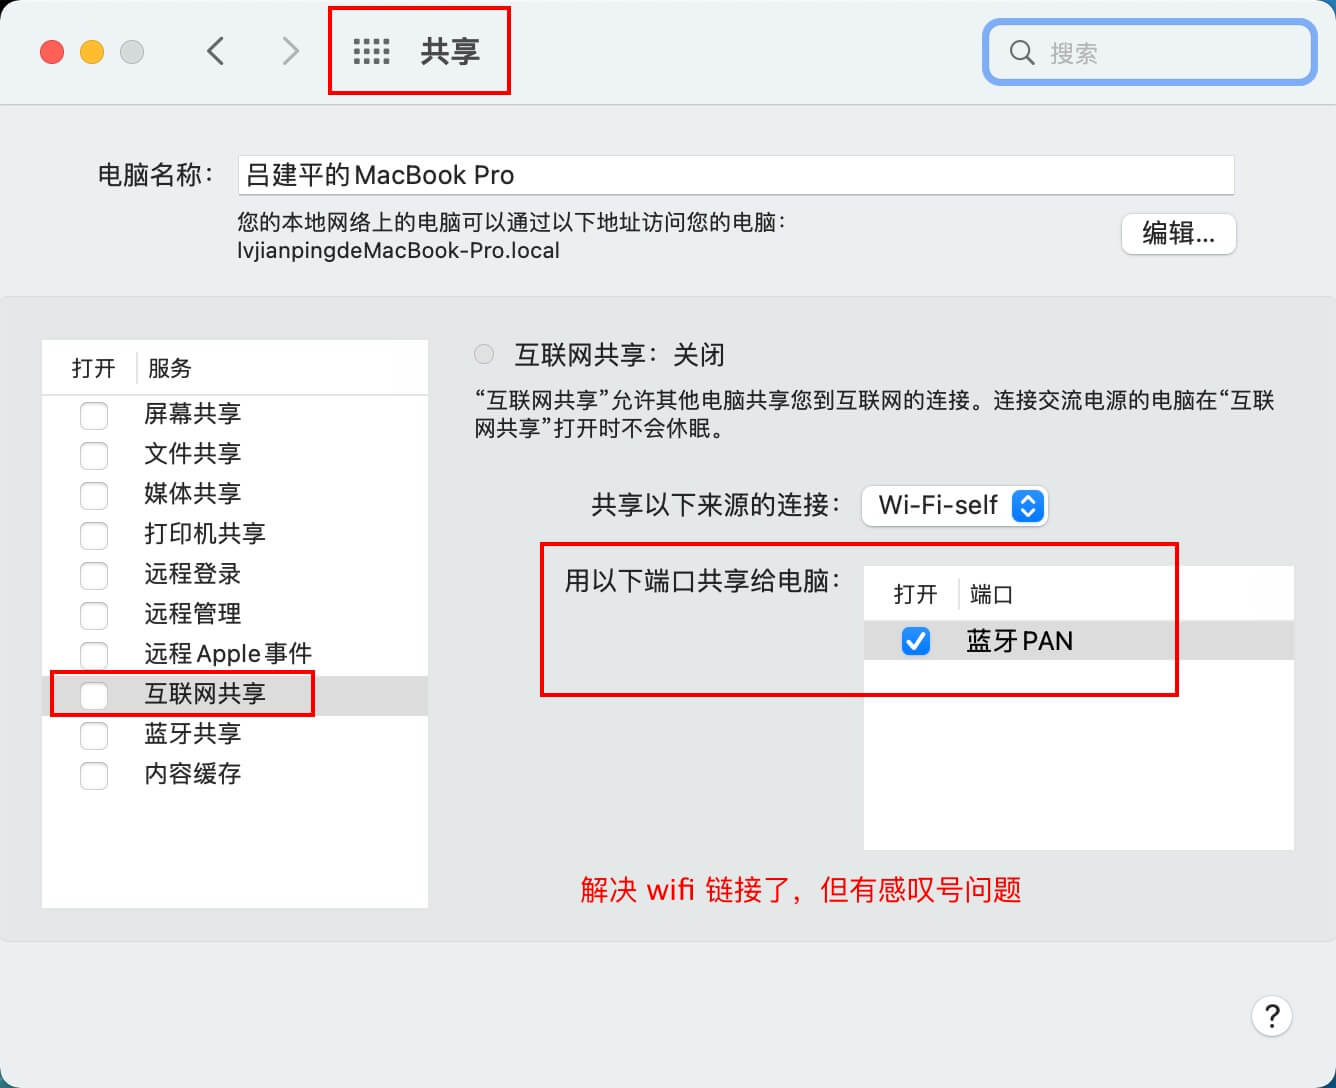 共享
搜索
电脑名称：
吕建平的MacBook Pro
您的本地网络上的电脑可以通过以下地址访问您的电脑：
lvjianpingdeMacBook-Pro.local
编辑...
打开 服务
屏幕共享
文件共享
媒体共享
打印机共享
远程登录
远程管理
远程Apple事件
互联网共享
蓝牙共享
内容缓存
互联网共享：关闭
“互联网共享”允许其他电脑共享您到互联网的连接。连接交流电源的电脑在“互联
网共享”打开时不会休眠。
共享以下来源的连接： Wi-Fi-self
用以下端口共享给电脑：
打开 端口
蓝牙PAN
解决 wifi 链接了，但有感叹号问题
?